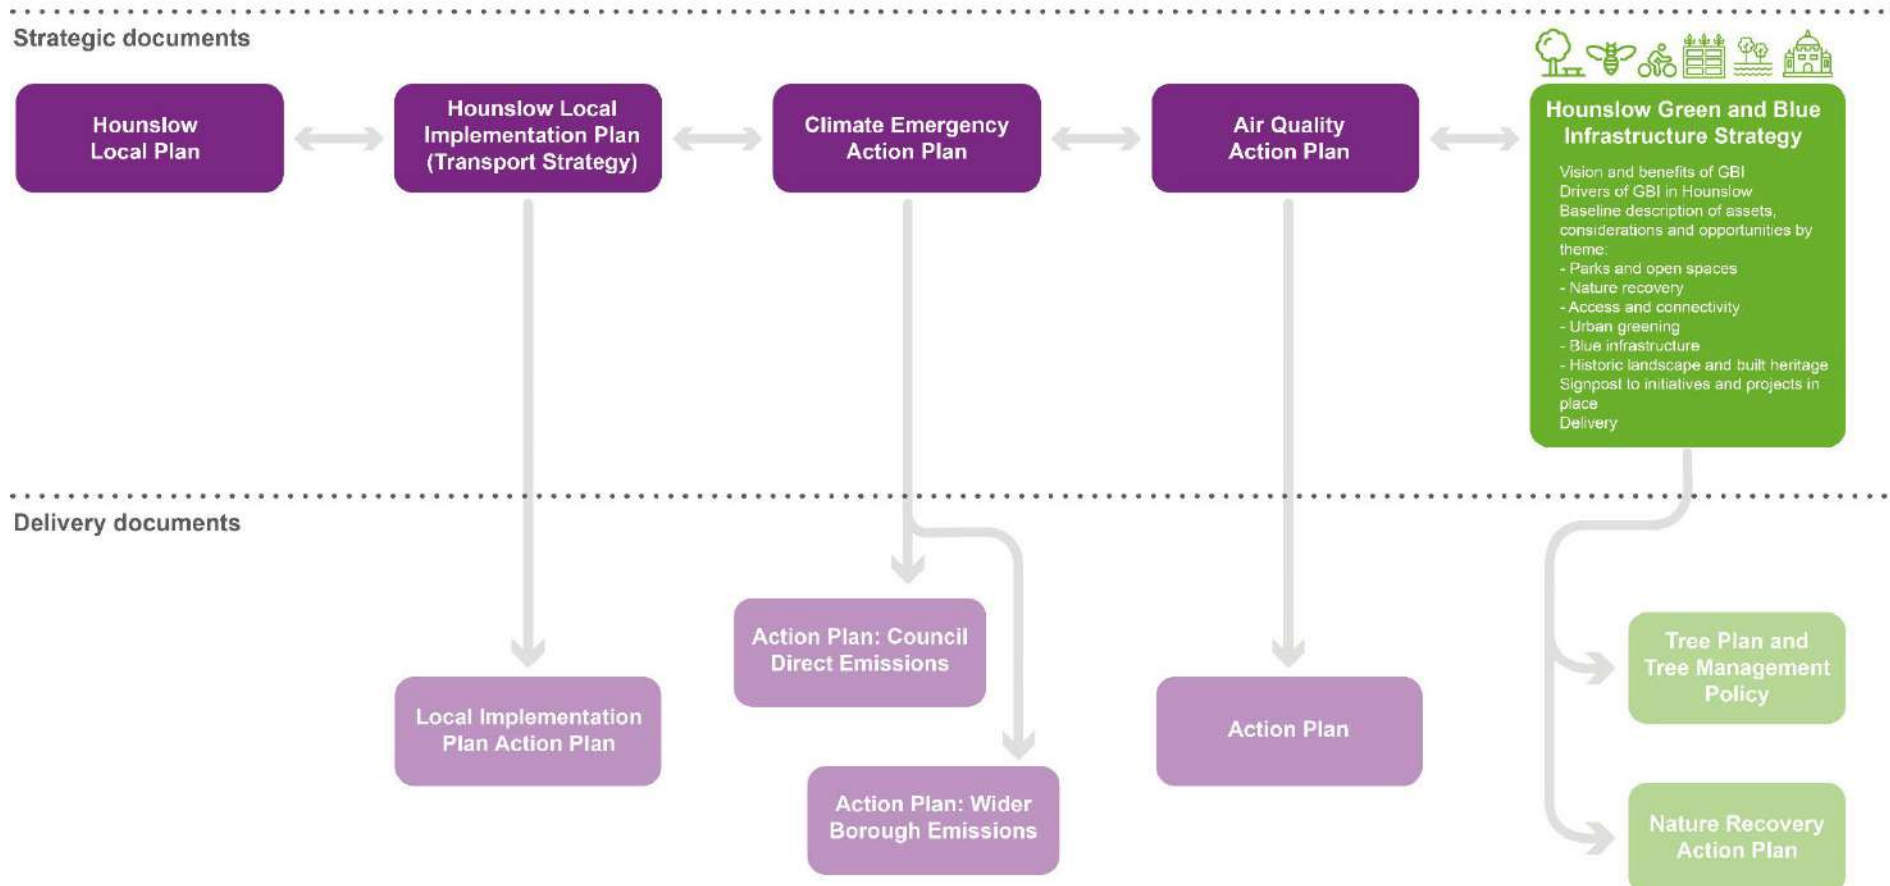 Strategic documents
Hounslow
Local Plan
Hounslow Local
Implementation Plan
(Transport Strategy)
Climate Emergency
Action Plan
Air Quality
Action Plan
Hounslow Green and Blue
Infrastructure Strategy
Vision and benefits of GBI
Drivers of GBI in Hounslow
Baseline description of assets,
considerations and opportunities by
theme:
- Parks and open spaces
- Nature recovery
- Access and connectivity
- Urban greening
- Blue infrastructure
- Historic landscape and built heritage
Signpost to initiatives and projects in
place
Delivery
Delivery documents
Local Implementation
Plan Action Plan
Action Plan: Council
Direct Emissions
Action Plan: Wider
Borough Emissions
Action Plan
Tree Plan and
Tree Management
Policy
Nature Recovery
Action Plan